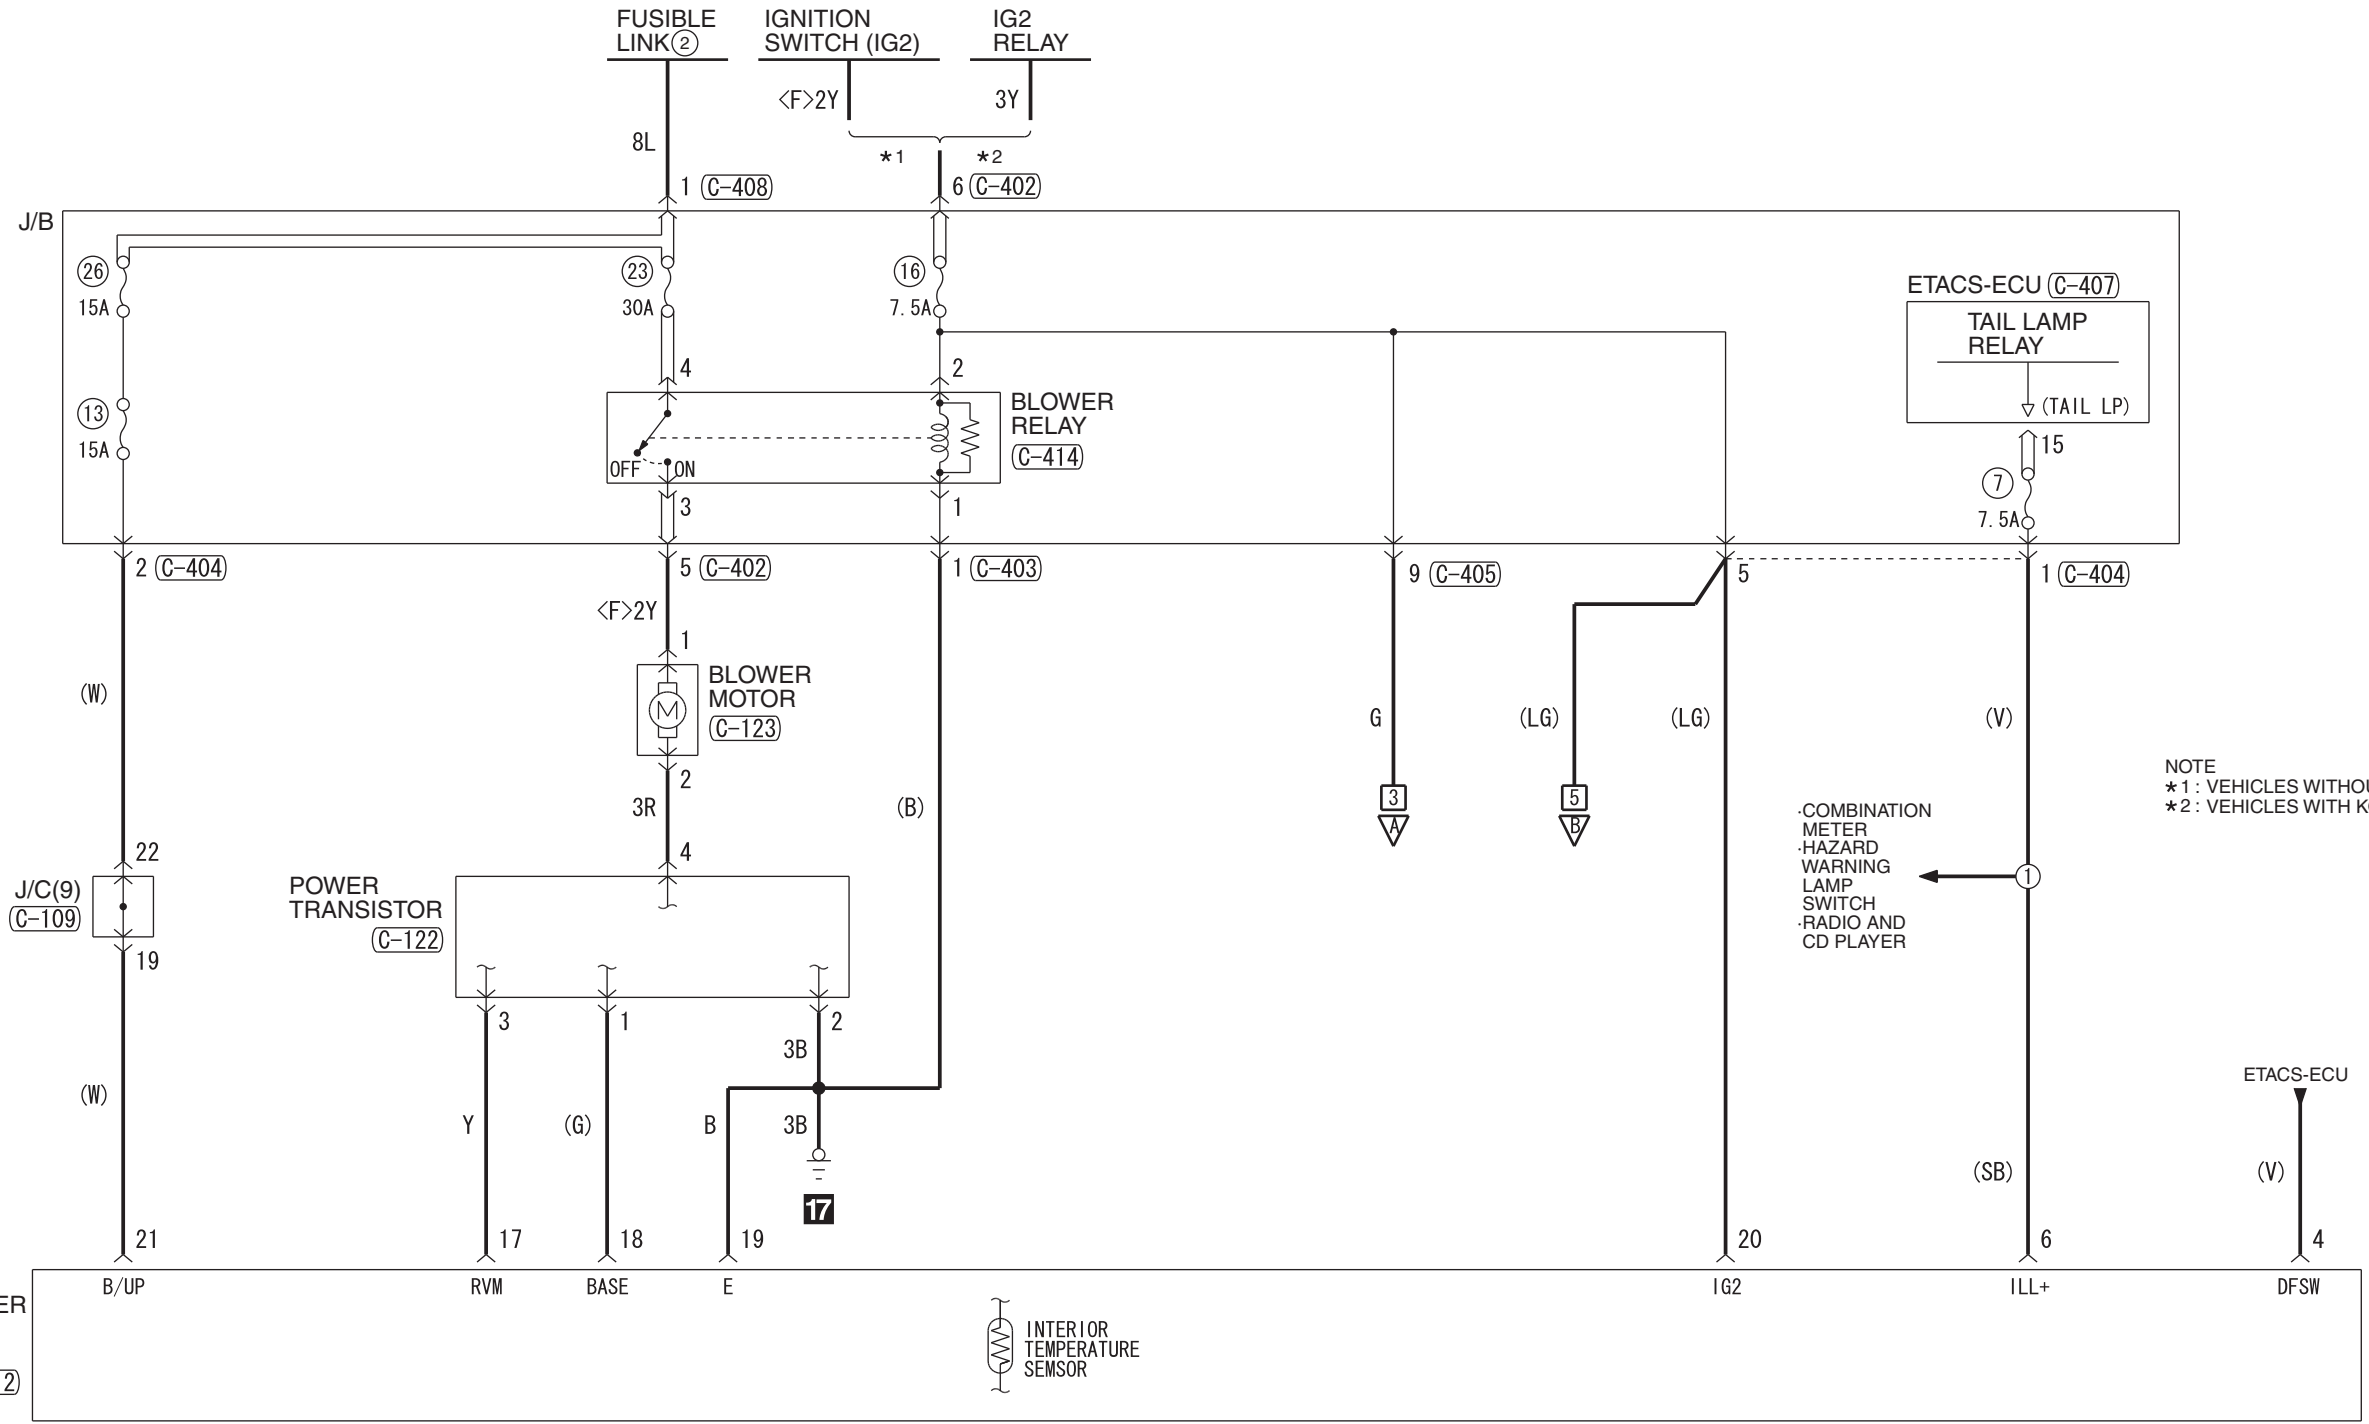 FUSIBLE
LINK②
IGNITION
SWITCH (IG2)
IG2
RELAY
<F>2Y
3Y
8L
*1
*2
1 (C-408)
6 (C-402)
J/B
26
15A
23
30A
16
7.5A
ETACS-ECU (C-407)
TAIL LAMP
RELAY
(TAIL LP)
15
7
7.5A
4
2
13
15A
BLOWER
RELAY
(C-414)
OFF
ON
3
1
2 (C-404)
5 (C-402)
1 (C-403)
9 (C-405)
5
1 (C-404)
<F>2Y
1
BLOWER
MOTOR
(C-123)
M
2
(W)
3R
(B)
G
(LG)
(LG)
(V)
NOTE
*1 : VEHICLES WITHOU
*2 : VEHICLES WITH K
3
A
5
B
·COMBINATION
METER
·HAZARD
WARNING
LAMP
SWITCH
·RADIO AND
CD PLAYER
1
22
J/C(9)
(C-109)
19
4
POWER
TRANSISTOR
(C-122)
3
1
2
3B
(W)
Y
(G)
B
3B
17
(SB)
ETACS-ECU
(V)
21
17
18
19
20
6
4
B/UP
RVM
BASE
E
IG2
ILL+
DFSW
ER
2)
INTERIOR
TEMPERATURE
SEMSOR